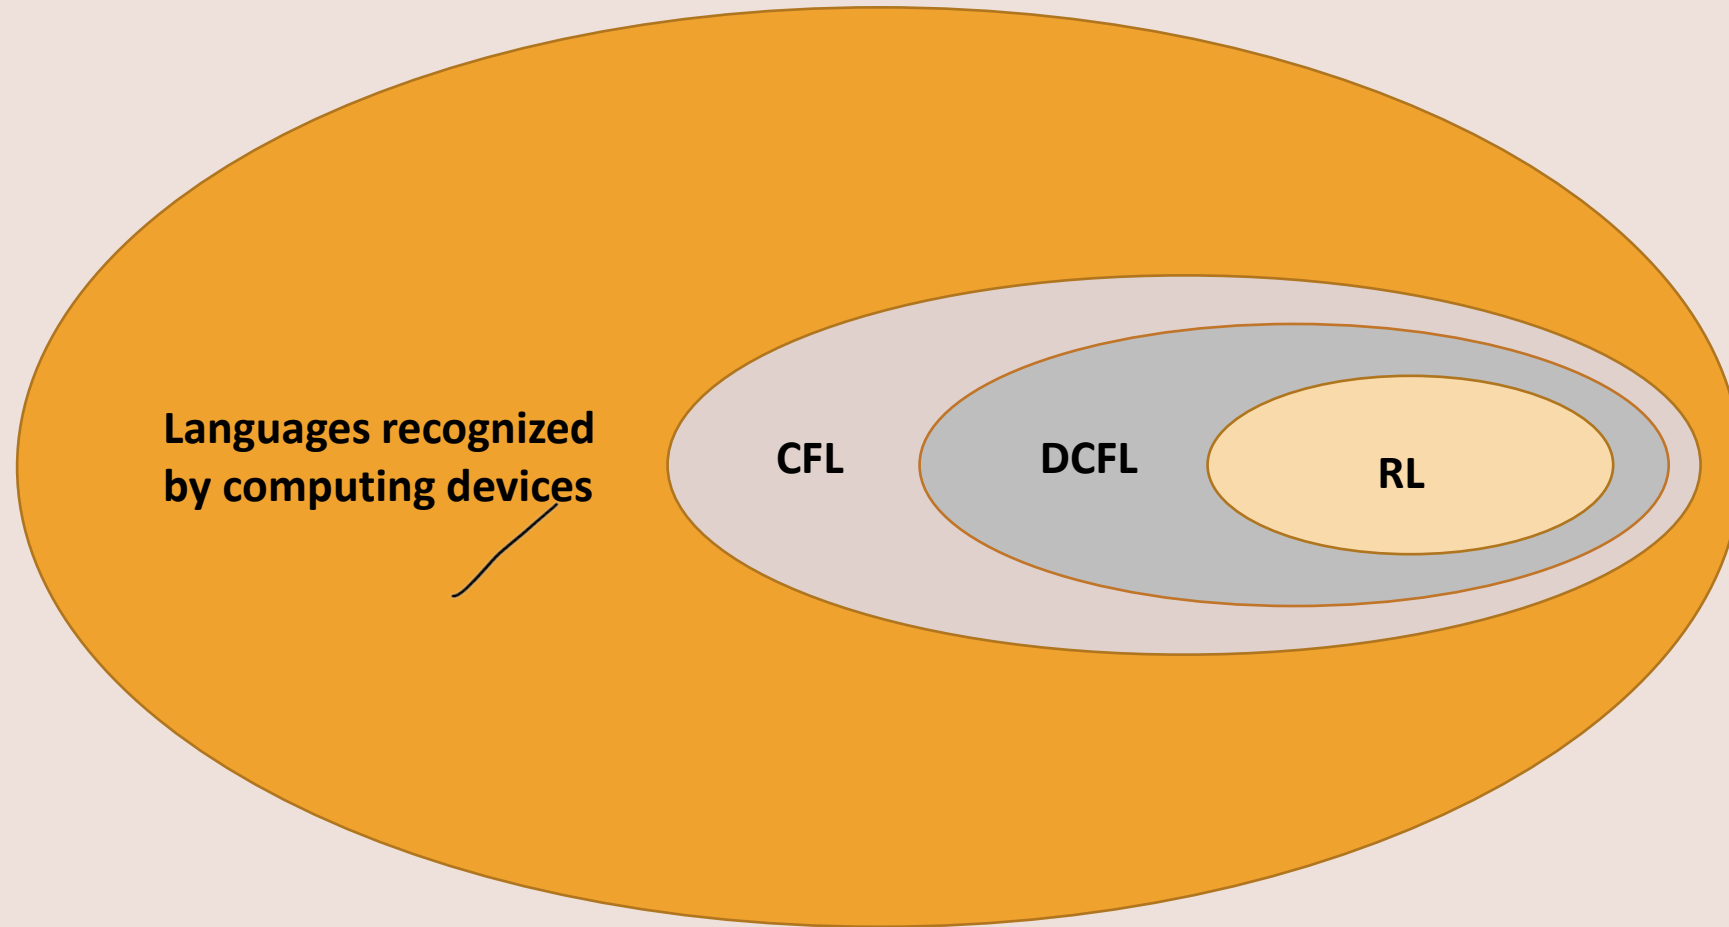 Languages recognized
by computing devices
CFL
DCFL
RL